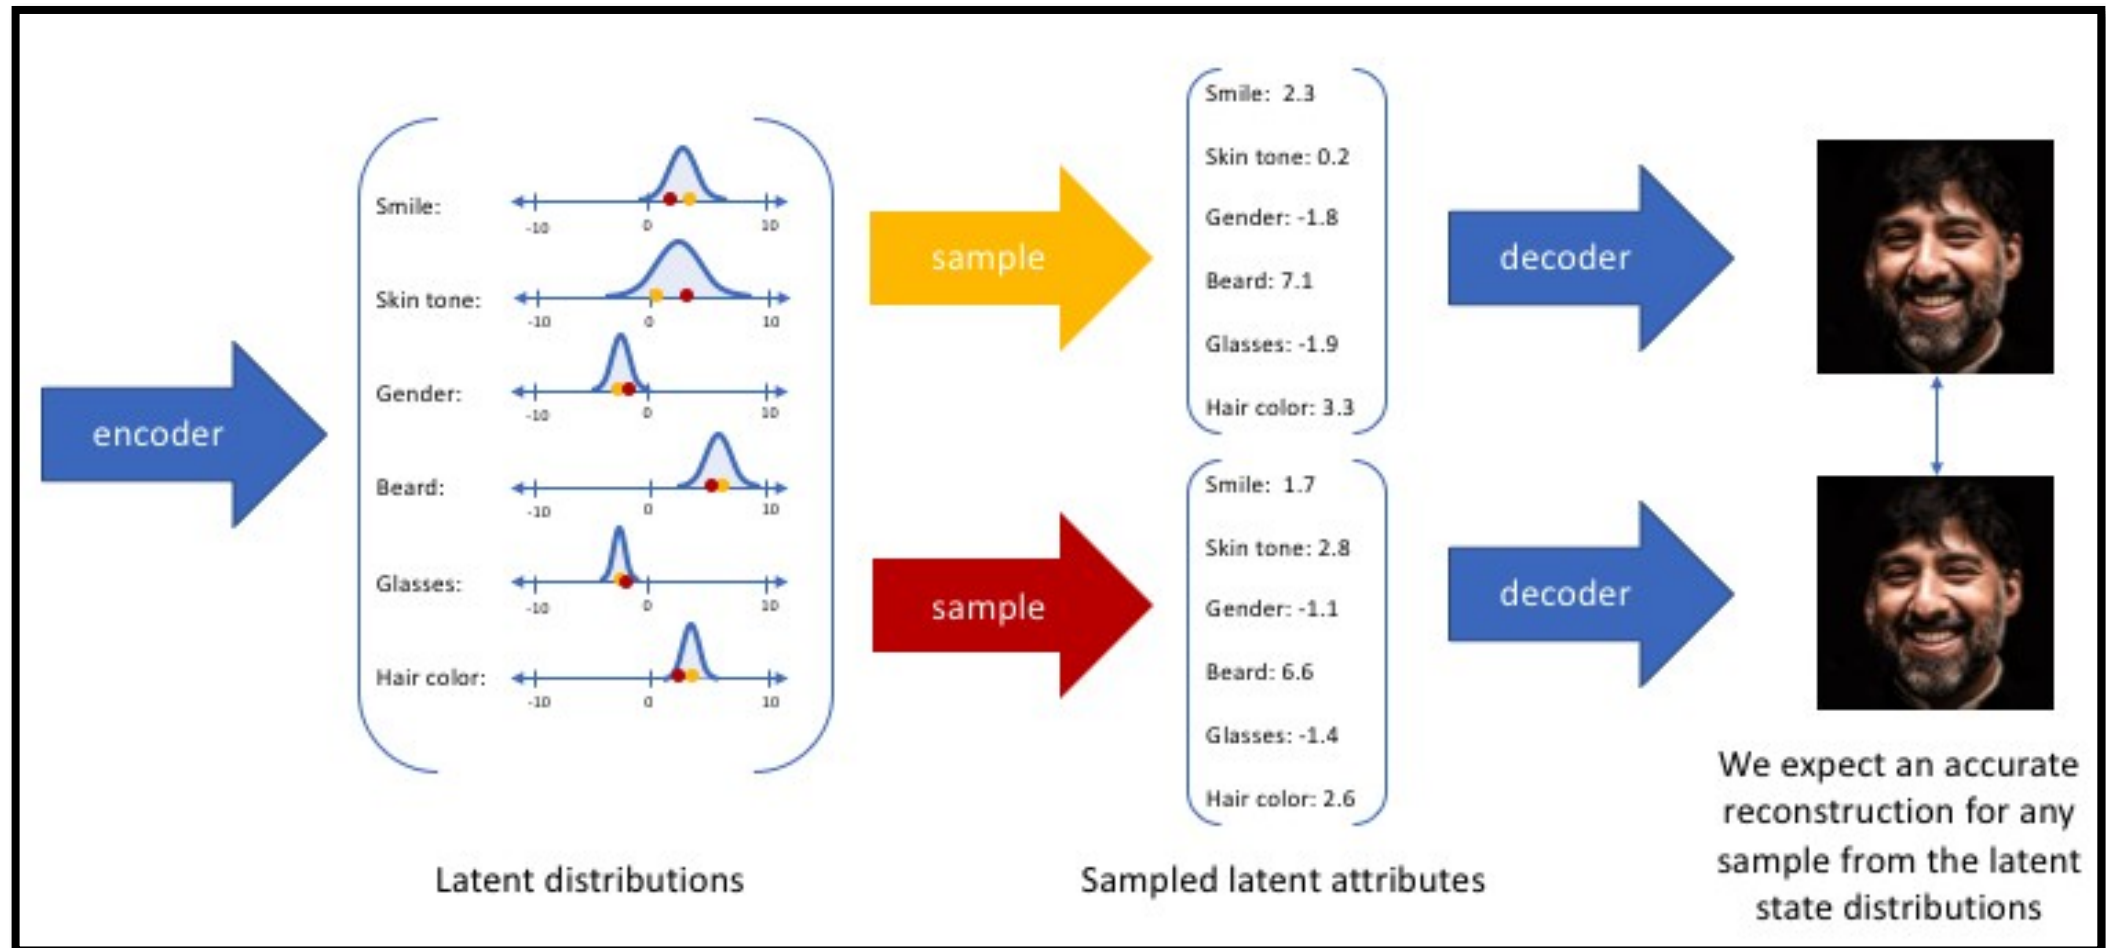 encoder
Smile:
-10 0 10
Skin tone:
-10 0 10
Gender:
-10 0 10
Beard:
-10 0 10
Glasses:
-10 0 10
Hair color:
-10 0 10
Latent distributions
sample
sample
Smile: 2.3
Skin tone: 0.2
Gender: -1.8
Beard: 7.1
Glasses: -1.9
Hair color: 3.3
Smile: 1.7
Skin tone: 2.8
Gender: -1.1
Beard: 6.6
Glasses: -1.4
Hair color: 2.6
Sampled latent attributes
decoder
decoder
We expect an accurate
reconstruction for any
sample from the latent
state distributions